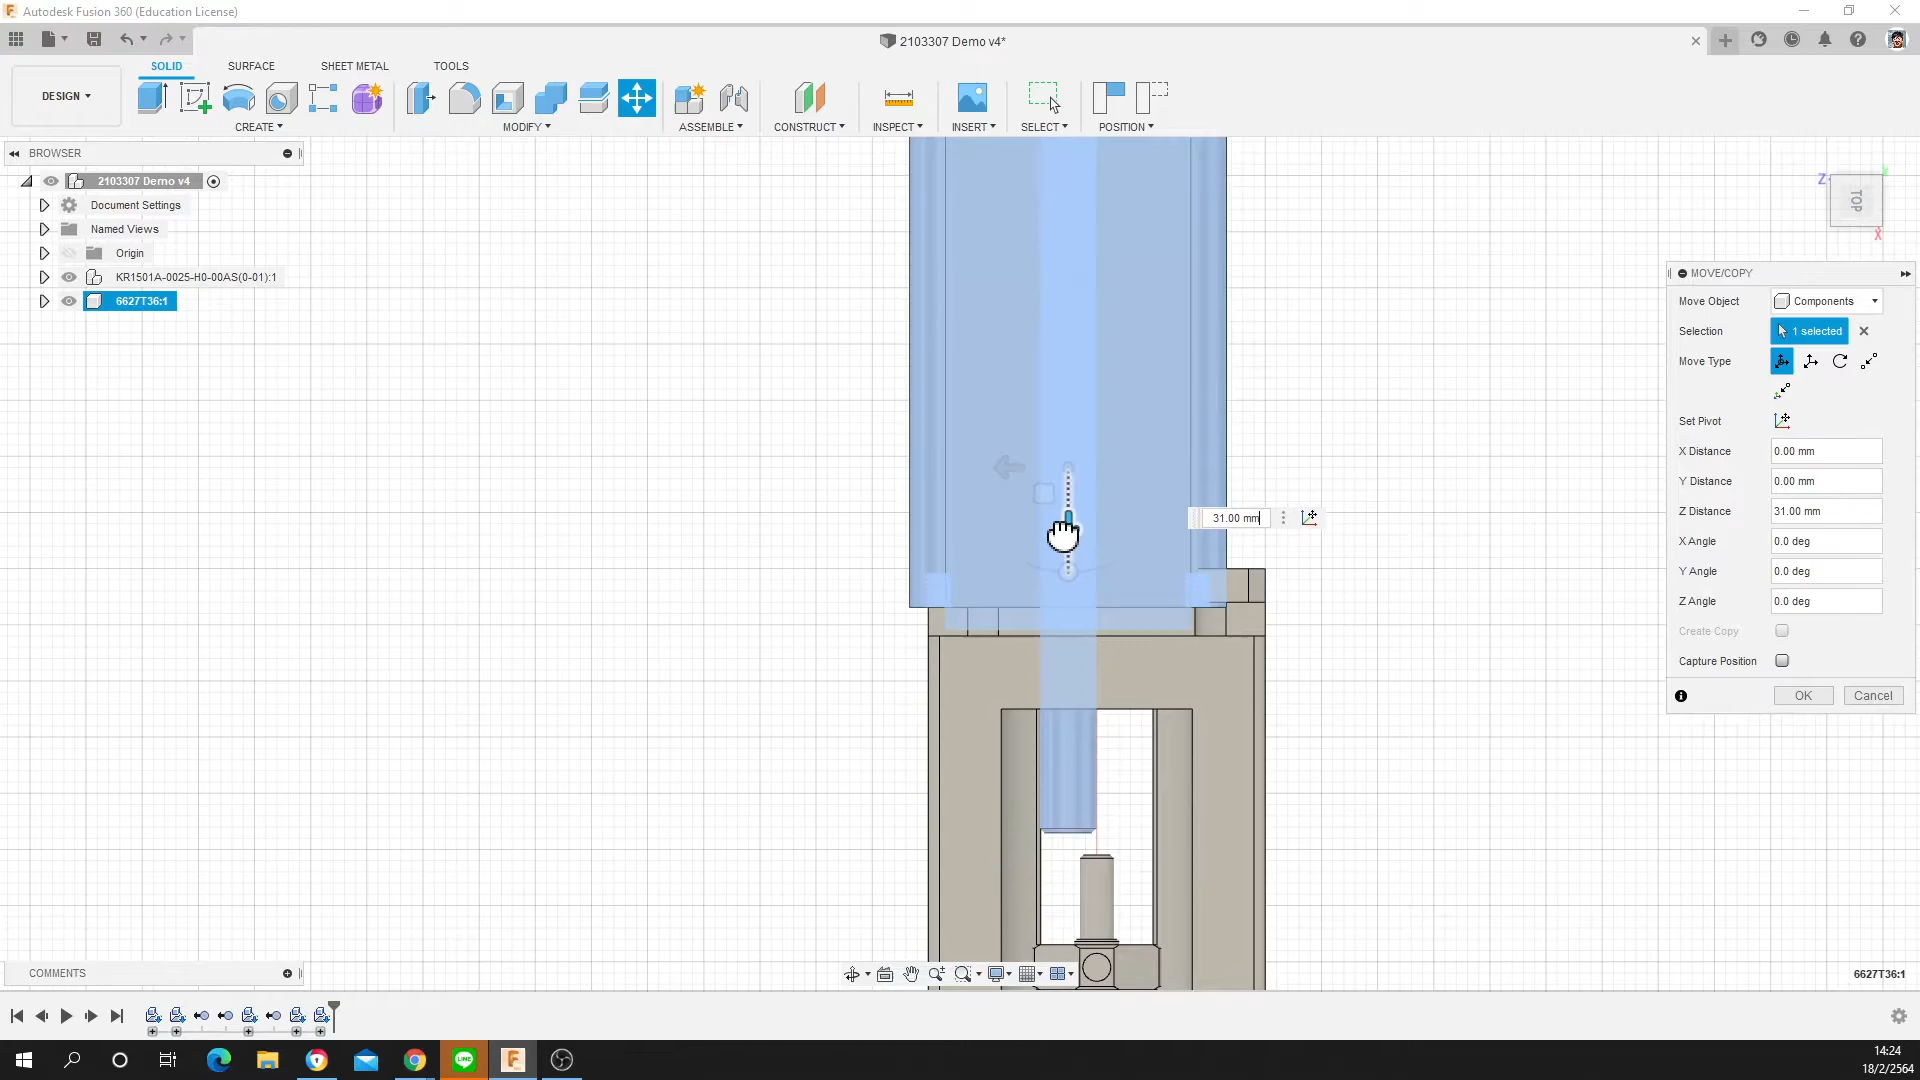 Autodesk Fusion 360 (Education License)
2103307 Demo v4*
SOLID SURFACE SHEET METAL TOOLS
DESIGN
CREATE MODIFY ASSEMBLE CONSTRUCT INSPECT INSERT SELECT POSITION
BROWSER
2103307 Demo v4
Document Settings
Named Views
Origin
KR1501A-0025-H0-00AS(0-01):1
6627T36:1
Z
TOP
X
MOVE/COPY
Move Object Components
Selection 1 selected
Move Type
Set Pivot
X Distance 0.00 mm
Y Distance 0.00 mm
Z Distance 31.00 mm
X Angle 0.0 deg
Y Angle 0.0 deg
Z Angle 0.0 deg
Create Copy
Capture Position
OK Cancel
31.00 mm
COMMENTS
6627T36:1
LINE
14:24
18/2/2564